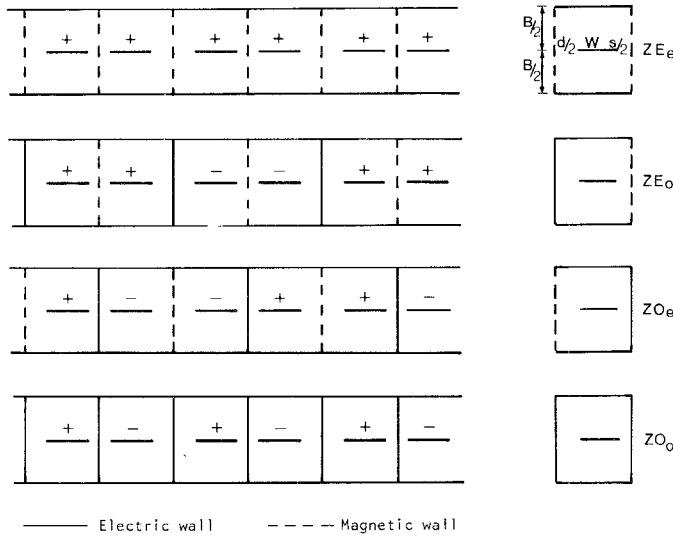 + + + + + +
B/2
B/2
d/2 W s/2
ZEe
+ + − − + +
ZEo
+ − − + + −
ZOe
+ − + − + −
ZOo
Electric wall
Magnetic wall